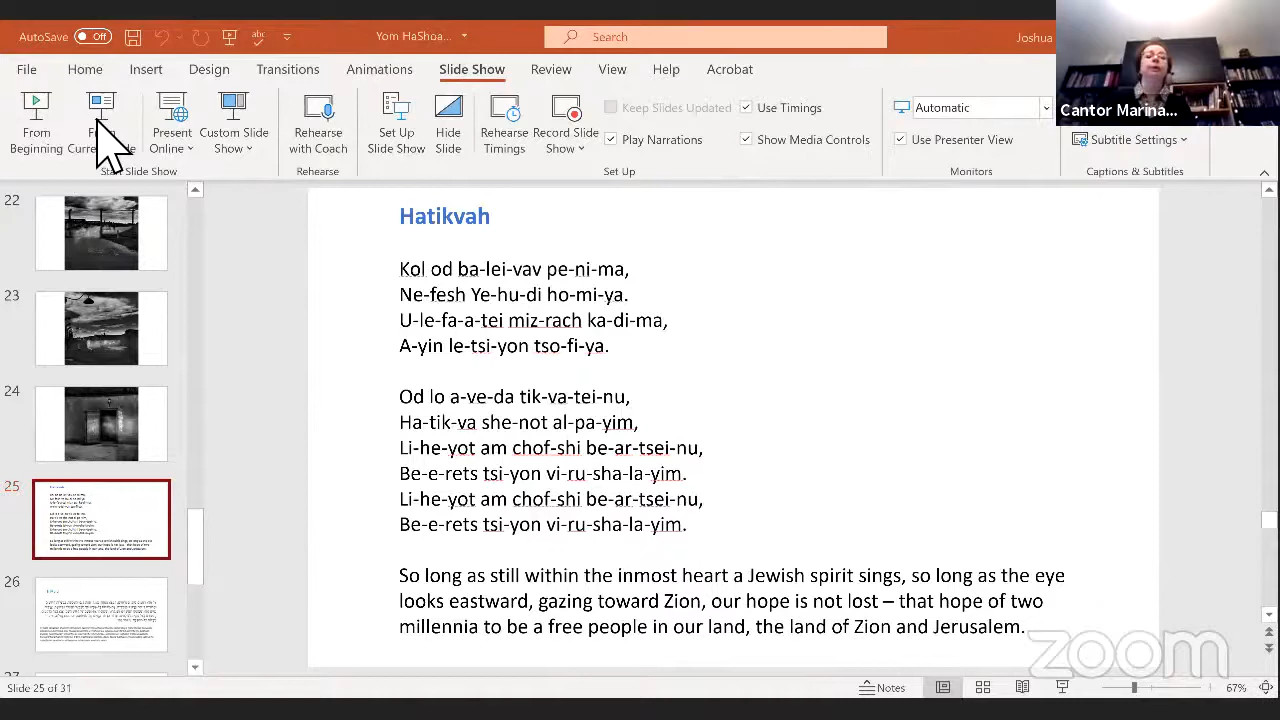 AutoSave Off Yom HaShoa... Search Joshua
File Home Insert Design Transitions Animations Slide Show Review View Help Acrobat
Cantor Marina...
From Beginning
Present Online
Custom Slide Show
Rehearse with Coach
Set Up Slide Show
Hide Slide
Rehearse Timings
Record Slide Show
Keep Slides Updated
Use Timings
Play Narrations
Show Media Controls
Automatic
Use Presenter View
Subtitle Settings
Rehearse
Set Up
Monitors
Captions & Subtitles
22
23
24
25
26
Hatikvah
Kol od ba-lei-vav pe-ni-ma,
Ne-fesh Ye-hu-di ho-mi-ya.
U-le-fa-a-tei miz-rach ka-di-ma,
A-yin le-tsi-yon tso-fi-ya.
Od lo a-ve-da tik-va-tei-nu,
Ha-tik-va she-not al-pa-yim,
Li-he-yot am chof-shi be-ar-tsei-nu,
Be-e-rets tsi-yon vi-ru-sha-la-yim.
Li-he-yot am chof-shi be-ar-tsei-nu,
Be-e-rets tsi-yon vi-ru-sha-la-yim.
So long as still within the inmost heart a Jewish spirit sings, so long as the eye
looks eastward, gazing toward Zion, our hope is not lost – that hope of two
millennia to be a free people in our land, the land of Zion and Jerusalem.
zoom
Slide 25 of 31
Notes
67%